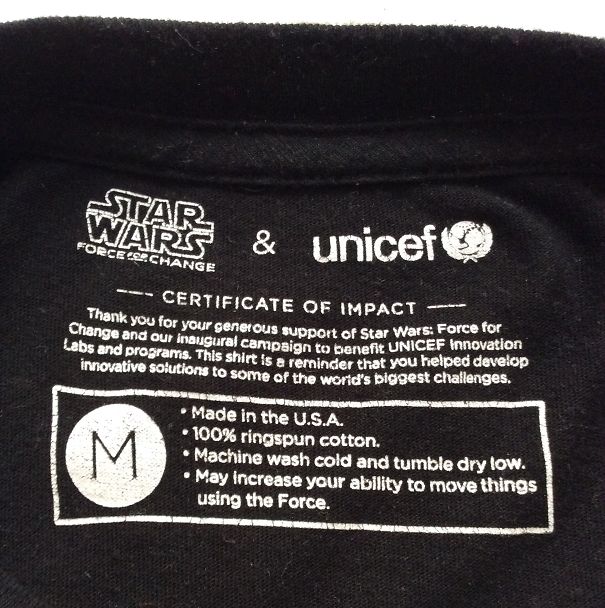 STAR
WARS
FORCE FOR CHANGE
& unicef
CERTIFICATE OF IMPACT
Thank you for your generous support of Star Wars: Force for
Change and our inaugural campaign to benefit UNICEF Innovation
Labs and programs. This shirt is a reminder that you helped develop
innovative solutions to some of the world's biggest challenges.
M
• Made in the U.S.A.
• 100% ringspun cotton.
• Machine wash cold and tumble dry low.
• May increase your ability to move things
using the Force.